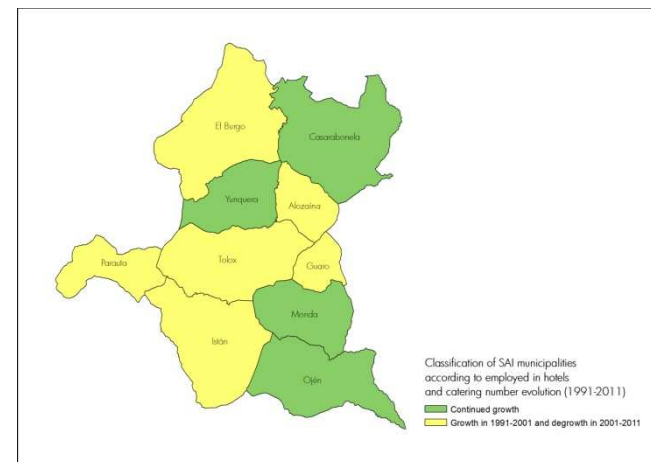 El Burgo
Casarabonela
Yunquera
Alozaina
Parauta
Tolox
Guaro
Monda
Istán
Ojén
Classification of SAI municipalities
according to employed in hotels
and catering number evolution (1991-2011)
Continued growth
Growth in 1991-2001 and degrowth in 2001-2011